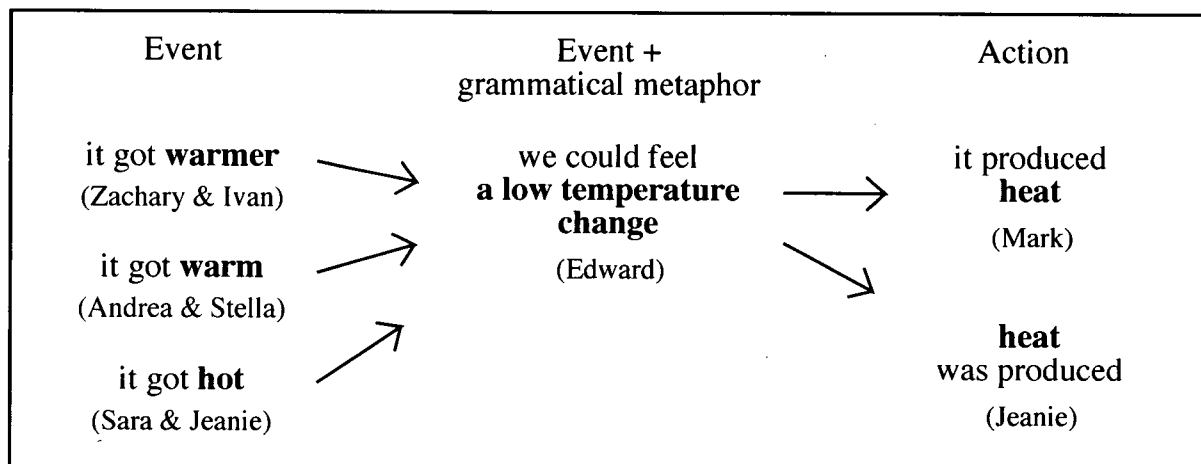 Event
it got warmer
(Zachary & Ivan)
it got warm
(Andrea & Stella)
it got hot
(Sara & Jeanie)
Event +
grammatical metaphor
we could feel
a low temperature
change
(Edward)
Action
it produced
heat
(Mark)
heat
was produced
(Jeanie)